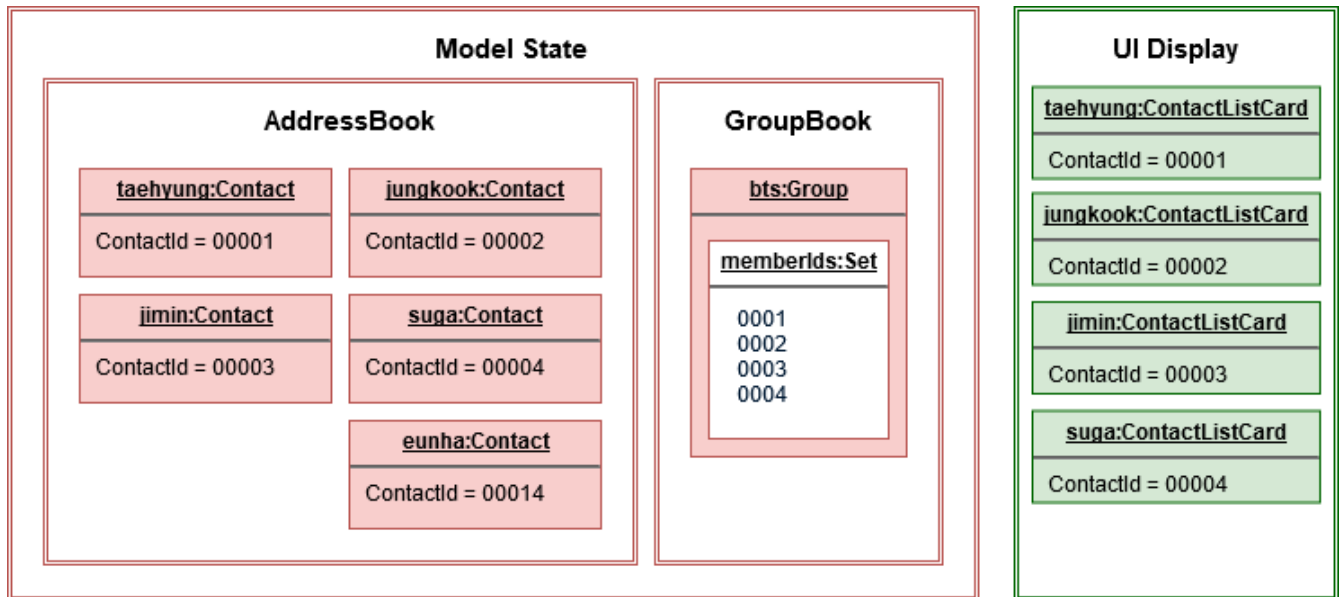 Model State
AddressBook
taehyung:Contact
ContactId = 00001
jungkook:Contact
ContactId = 00002
jimin:Contact
ContactId = 00003
suga:Contact
ContactId = 00004
eunha:Contact
ContactId = 00014
GroupBook
bts:Group
memberIds:Set
0001
0002
0003
0004
UI Display
taehyung:ContactListCard
ContactId = 00001
jungkook:ContactListCard
ContactId = 00002
jimin:ContactListCard
ContactId = 00003
suga:ContactListCard
ContactId = 00004